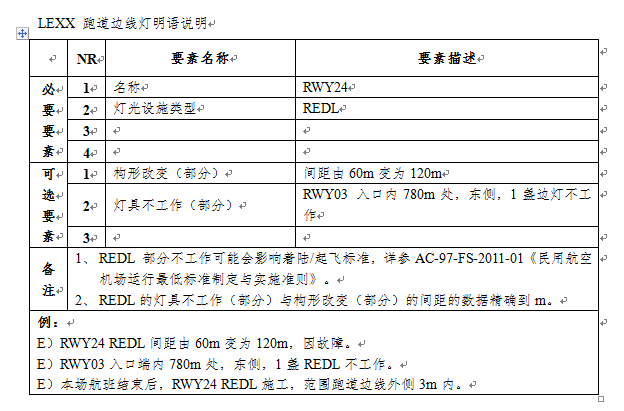 LEXX 跑道边线灯明语说明
NR 要素名称 要素描述
必要要素
1 名称 RWY24
2 灯光设施类型 REDL
3
4
可选要素
1 构形改变（部分） 间距由 60m 变为 120m
2 灯具不工作（部分） RWY03 入口内 780m 处，东侧，1 盏边灯不工
作
3
备注
1、 REDL 部分不工作可能会影响着陆/起飞标准，详参 AC-97-FS-2011-01《民用航空
机场运行最低标准制定与实施准则》。
2、 REDL 的灯具不工作（部分）与构形改变（部分）的间距的数据精确到 m。
例：
E）RWY24 REDL 间距由 60m 变为 120m，因故障。
E）RWY03 入口端内 780m 处，东侧，1 盏 REDL 不工作。
E）本场航班结束后，RWY24 REDL 施工，范围跑道边线外侧 3m 内。